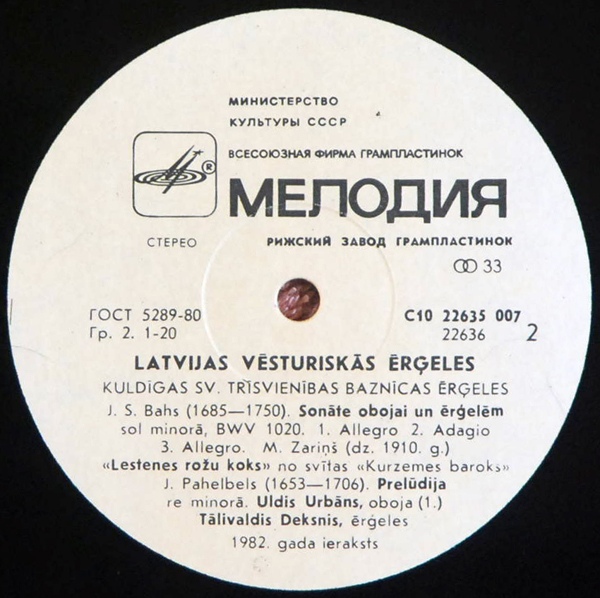 МИНИСТЕРСТВО
КУЛЬТУРЫ СССР
ВСЕСОЮЗНАЯ ФИРМА ГРАМПЛАСТИНОК
®
МЕЛОДИЯ
СТЕРЕО
РИЖСКИЙ ЗАВОД ГРАМПЛАСТИНОК
33
ГОСТ 5289-80
Гр. 2. 1-20
С10 22635 007
22636 2
LATVIJAS VĒSTURISKĀS ĒRĢELES
KULDĪGAS SV. TRĪSVIENĪBAS BAZNĪCAS ĒRĢELES
J. S. Bahs (1685—1750). Sonāte obojai un ērģelēm
sol minorā, BWV 1020. 1. Allegro 2. Adagio
3. Allegro. M. Zariņš (dz. 1910. g.)
«Lestenes rožu koks» no svītas «Kurzemes baroks»
J. Pahelbels (1653—1706). Prelūdija
re minorā. Uldis Urbāns, oboja (1.)
Tālivaldis Deksnis, ērģeles
1982. gada ieraksts